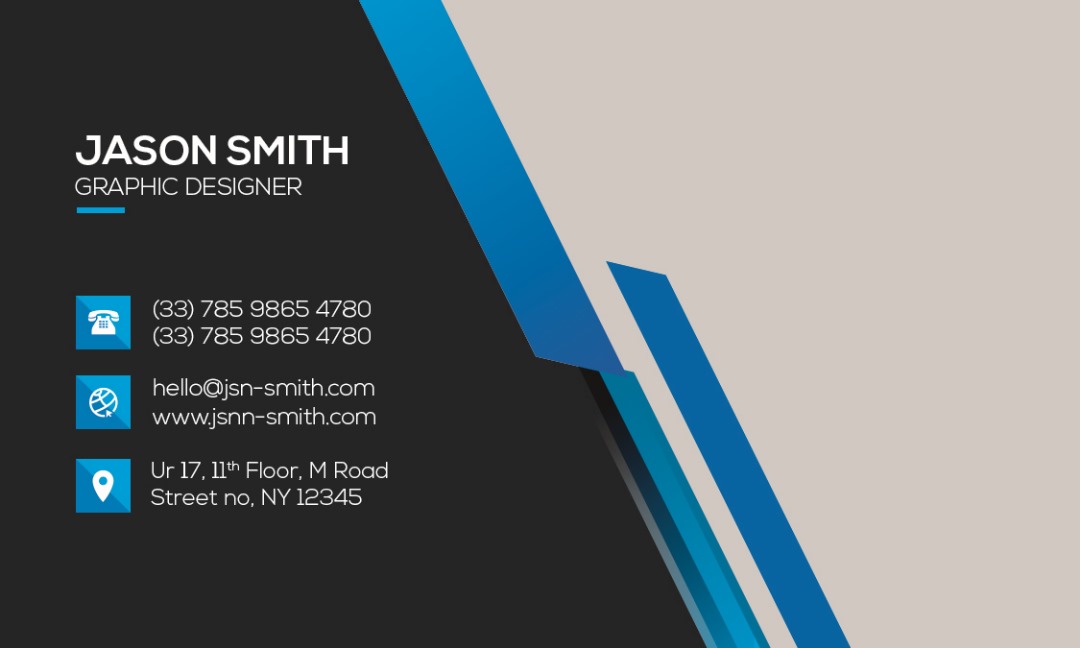 JASON SMITH
GRAPHIC DESIGNER
(33) 785 9865 4780
(33) 785 9865 4780
hello@jsn-smith.com
www.jsnn-smith.com
Ur 17, 11th Floor, M Road
Street no, NY 12345